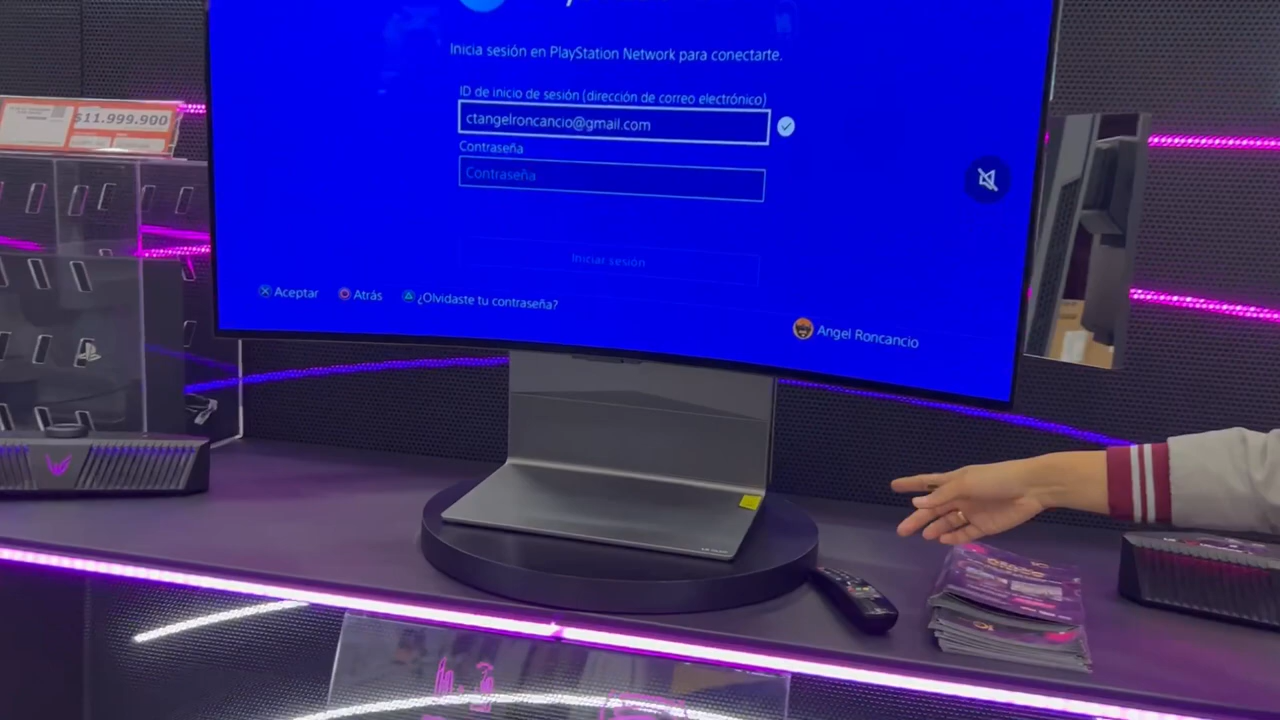 Inicia sesión en PlayStation Network para conectarte.
ID de inicio de sesión (dirección de correo electrónico)
ctangelroncancio@gmail.com
Contraseña
Contraseña
Iniciar sesión
Aceptar
Atrás
¿Olvidaste tu contraseña?
Angel Roncancio
$11.999.900